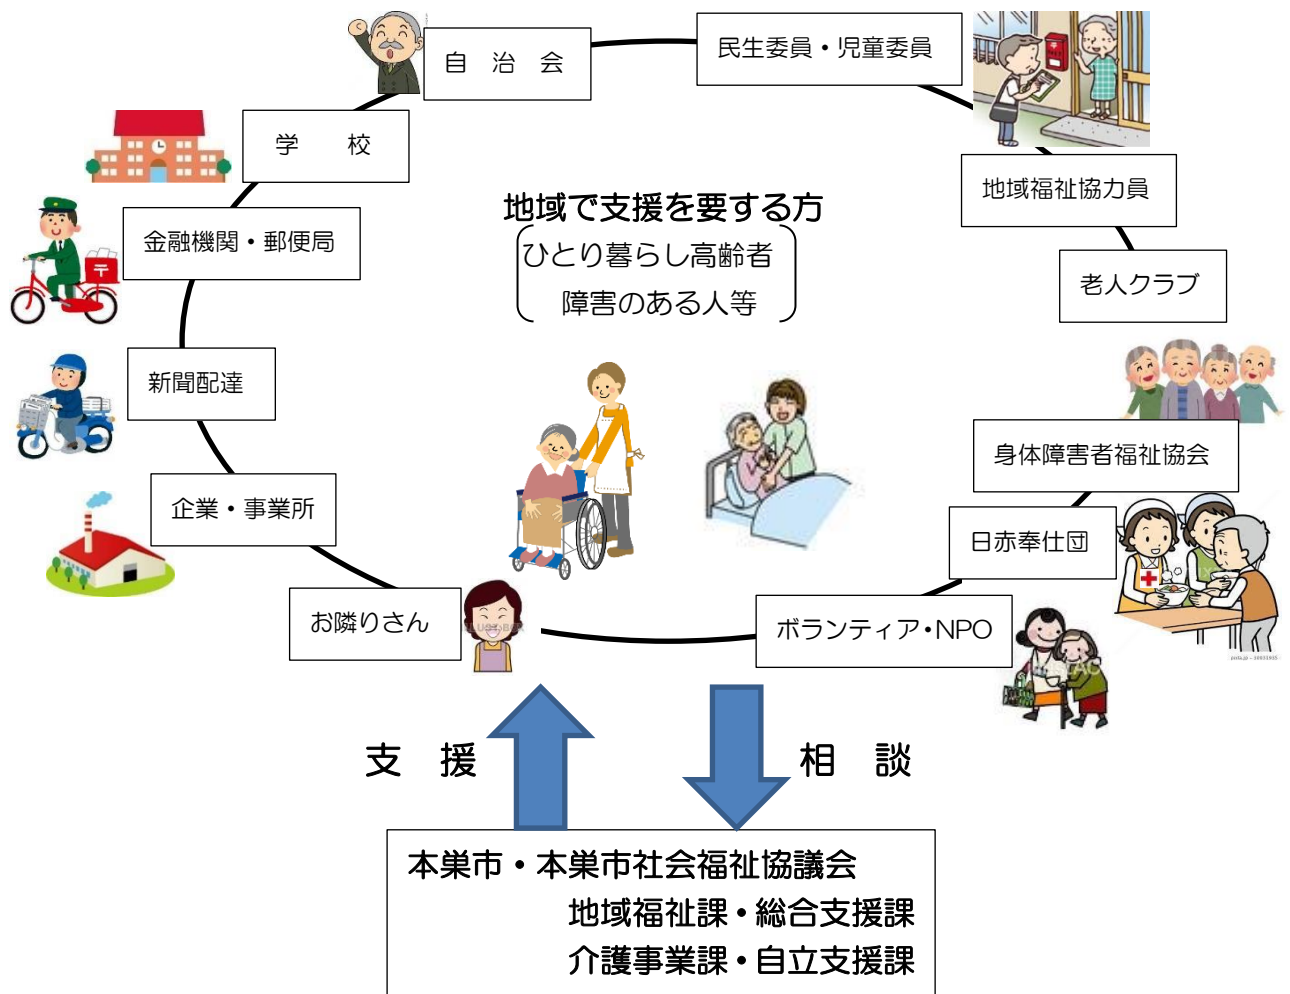 自　治　会
民生委員・児童委員
学　　校
地域福祉協力員
地域で支援を要する方
金融機関・郵便局
ひとり暮らし高齢者
障害のある人等
老人クラブ
新聞配達
身体障害者福祉協会
企業・事業所
日赤奉仕団
お隣りさん
ボランティア・NPO
支　援
相　談
本巣市・本巣市社会福祉協議会
地域福祉課・総合支援課
介護事業課・自立支援課